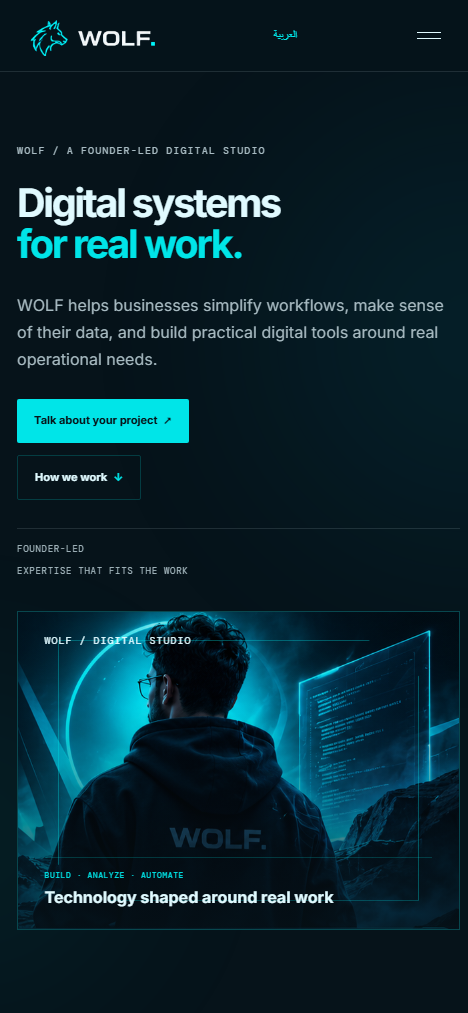 WOLF.
العربية
WOLF / A FOUNDER-LED DIGITAL STUDIO
Digital systems
for real work.
WOLF helps businesses simplify workflows, make sense
of their data, and build practical digital tools around real
operational needs.
Talk about your project ↗
How we work ↓
FOUNDER-LED
EXPERTISE THAT FITS THE WORK
WOLF / DIGITAL STUDIO
WOLF.
BUILD · ANALYZE · AUTOMATE
Technology shaped around real work